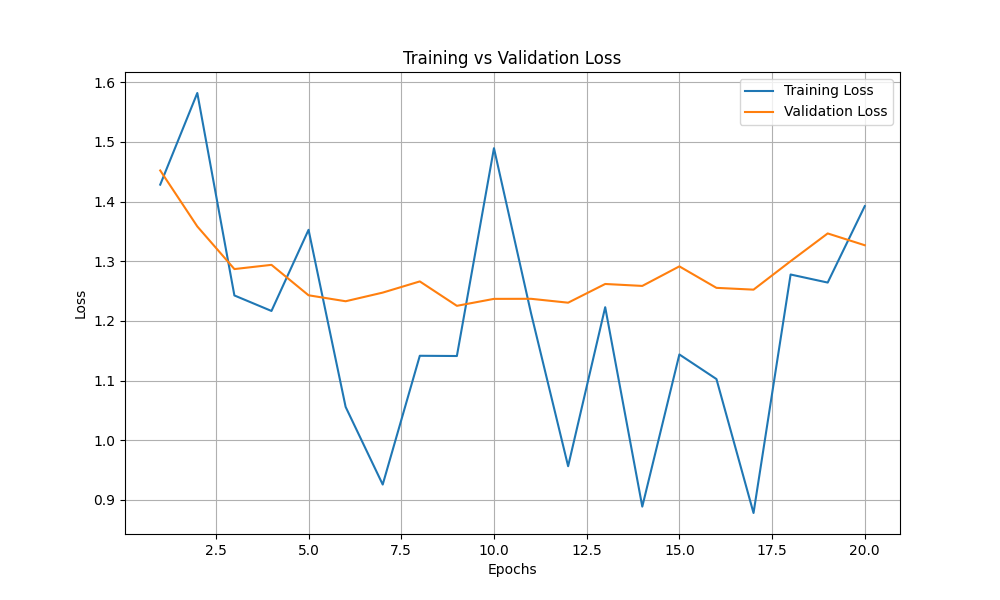 Training vs Validation Loss
Training Loss
Validation Loss
1.6
1.5
1.4
1.3
1.2
1.1
1.0
0.9
Loss
2.5 5.0 7.5 10.0 12.5 15.0 17.5 20.0
Epochs